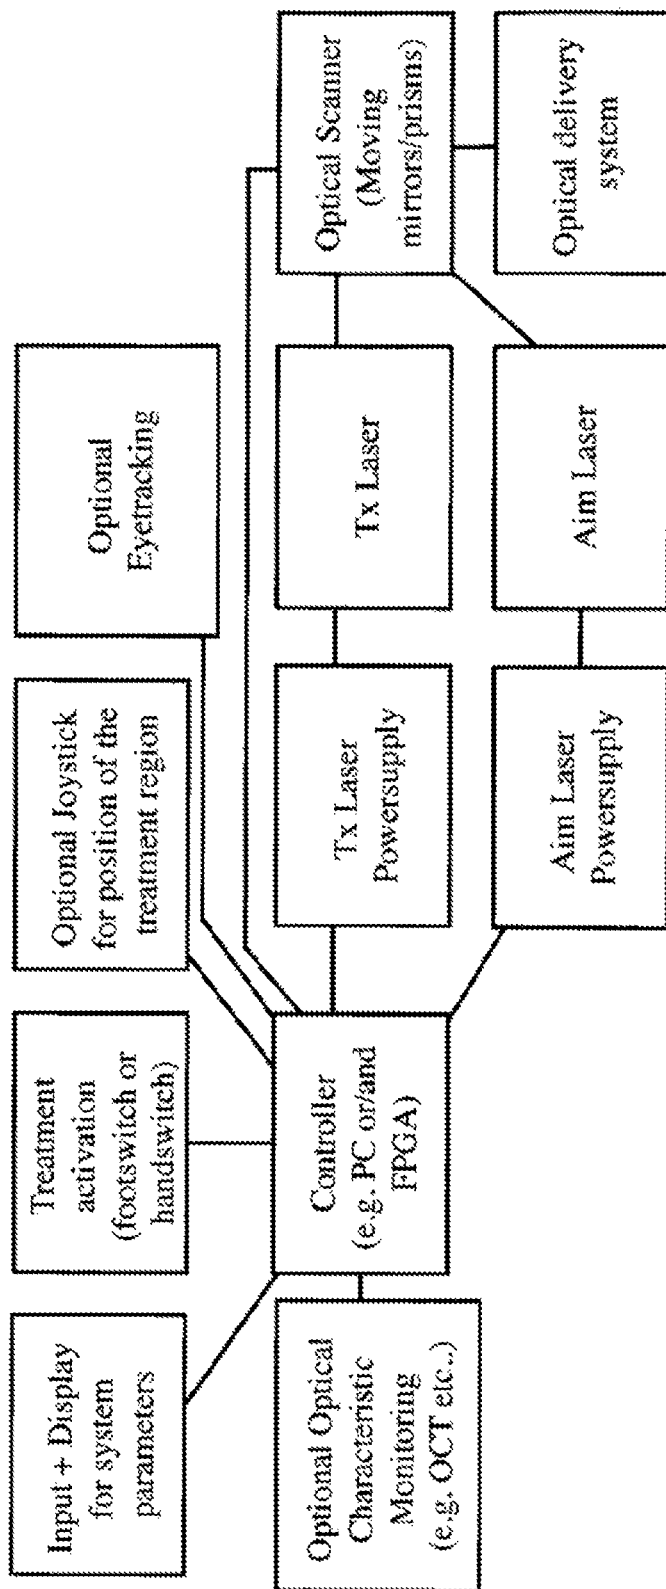 Input + Display
for system
parameters
Treatment
activation
(footswitch or
handswitch)
Optional Joystick
for position of the
treatment region
Optional
Eyetracking
Optional Optical
Characteristic
Monitoring
(e.g. OCT etc..)
Controller
(e.g. PC or/and
FPGA)
Tx Laser
Powersupply
Tx Laser
Optical Scanner
(Moving
mirrors/prisms)
Aim Laser
Powersupply
Aim Laser
Optical delivery
system